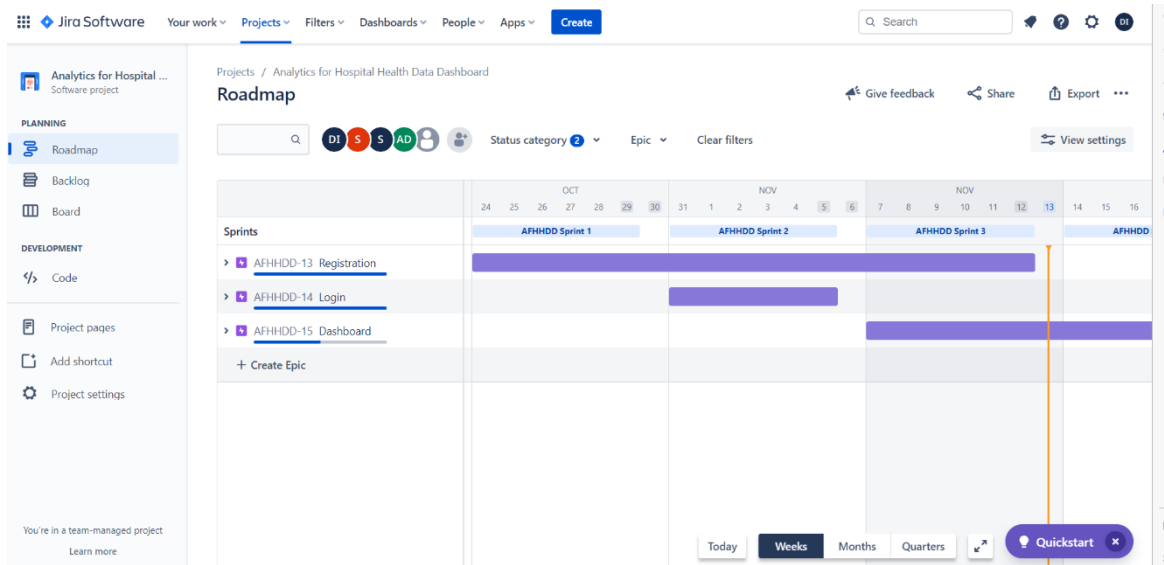 Jira Software Your work Projects Filters Dashboards People Apps Create Search DI
Analytics for Hospital ...
Software project
PLANNING
Roadmap
Backlog
Board
DEVELOPMENT
Code
Project pages
Add shortcut
Project settings
You're in a team-managed project
Learn more
Projects / Analytics for Hospital Health Data Dashboard
Roadmap
Give feedback Share Export
DI S S AD Status category 2 Epic Clear filters View settings
OCT NOV NOV
24 25 26 27 28 29 30 31 1 2 3 4 5 6 7 8 9 10 11 12 13 14 15 16
Sprints AFHHDD Sprint 1 AFHHDD Sprint 2 AFHHDD Sprint 3 AFHHDD
AFHHDD-13 Registration
AFHHDD-14 Login
AFHHDD-15 Dashboard
+ Create Epic
Today Weeks Months Quarters Quickstart